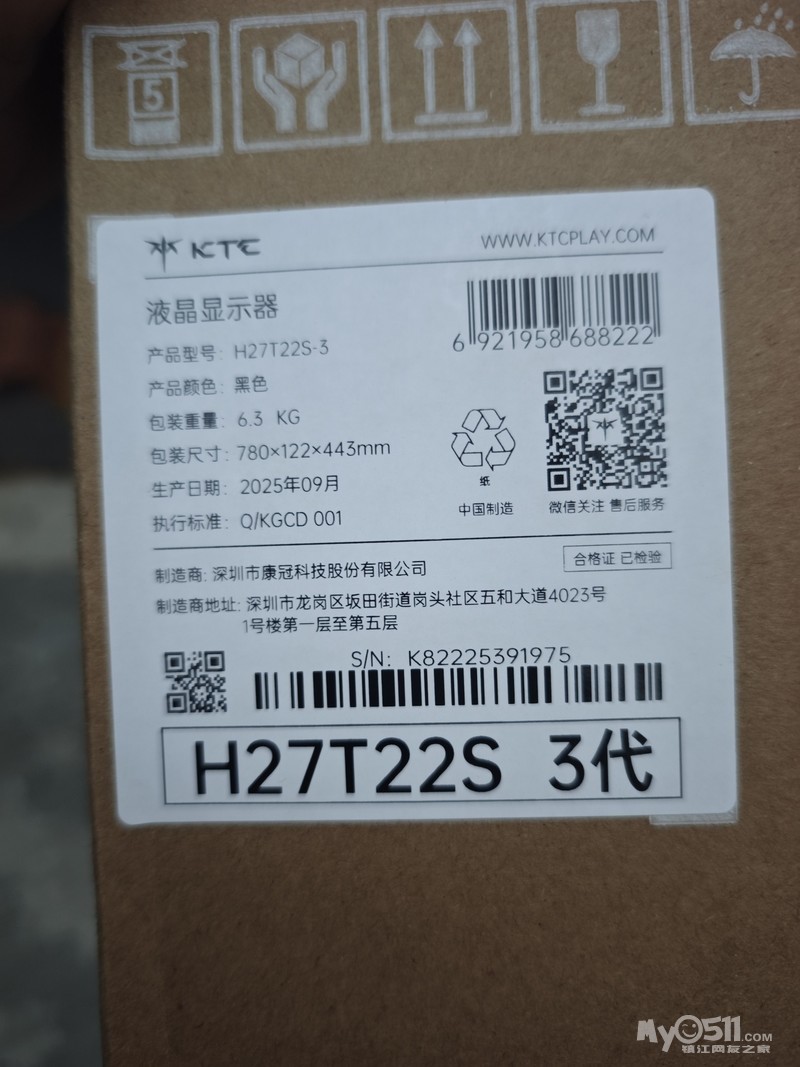 5
KTC
WWW.KTCPLAY.COM
液晶显示器
6 921958 688222
产品型号: H27T22S-3
产品颜色: 黑色
包装重量: 6.3 KG
包装尺寸: 780×122×443mm
生产日期: 2025年09月
执行标准: Q/KGCD 001
纸
中国制造
微信关注 售后服务
合格证 已检验
制造商: 深圳市康冠科技股份有限公司
制造商地址: 深圳市龙岗区坂田街道岗头社区五和大道4023号
1号楼第一层至第五层
S/N: K82225391975
H27T22S 3代
My0511.COM
镇江网友之家